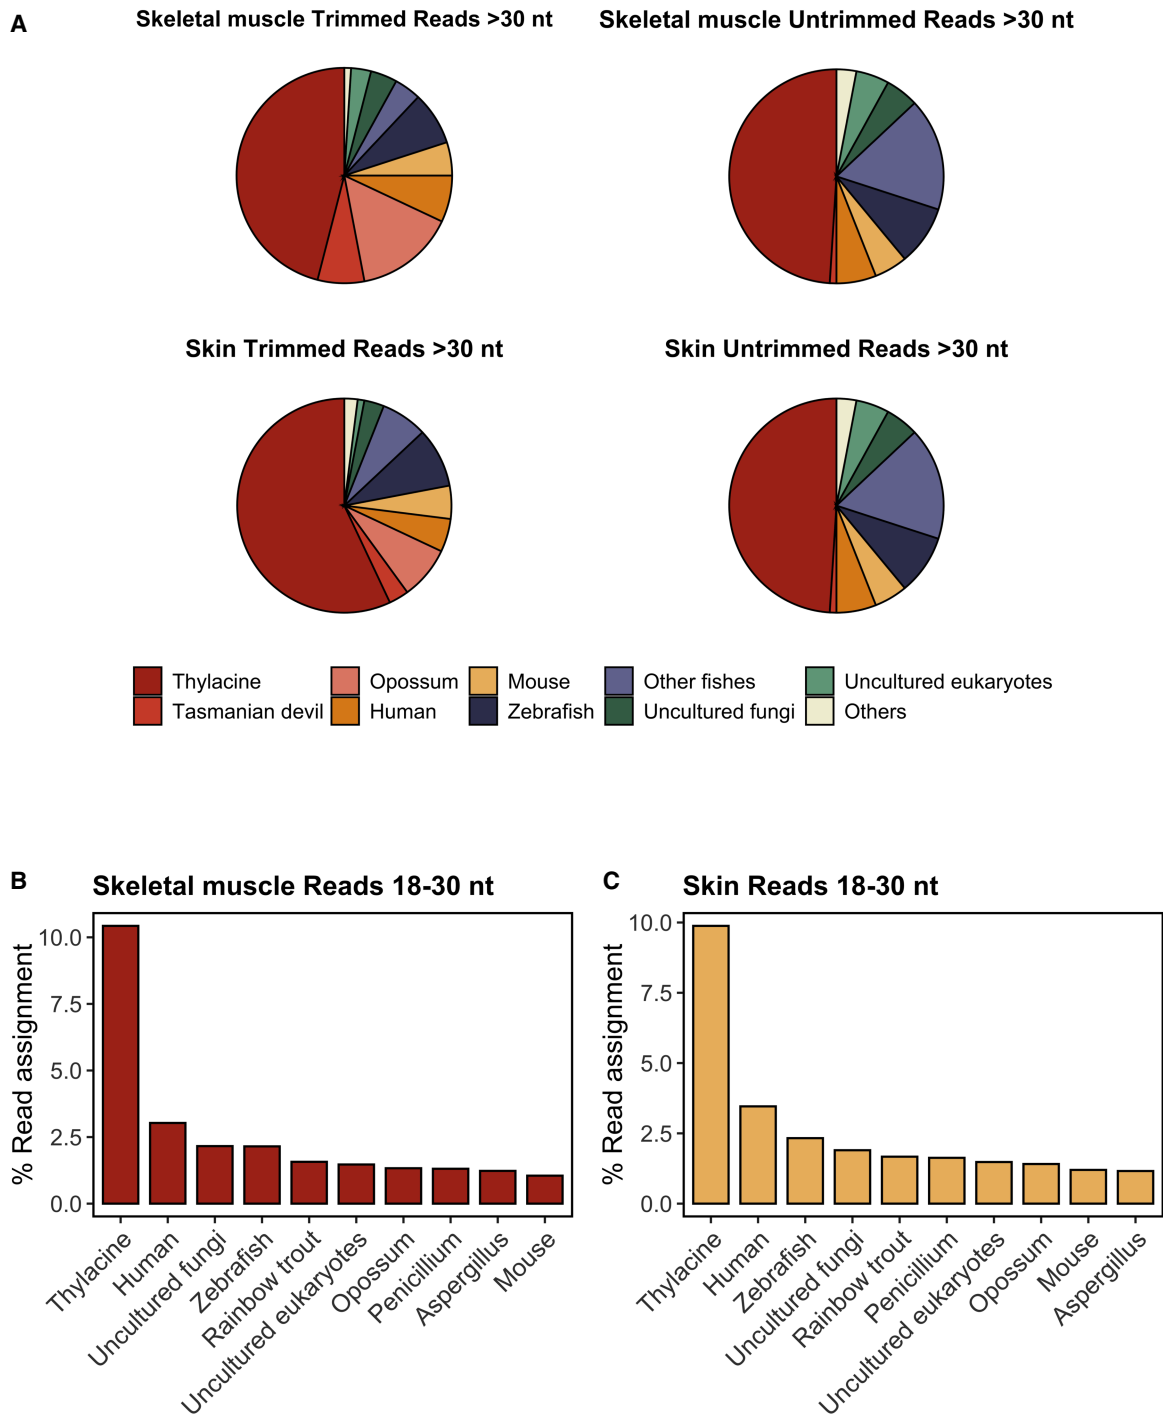 A
Skeletal muscle Trimmed Reads >30 nt
Skeletal muscle Untrimmed Reads >30 nt
Skin Trimmed Reads >30 nt
Skin Untrimmed Reads >30 nt
Thylacine
Opossum
Mouse
Other fishes
Uncultured eukaryotes
Tasmanian devil
Human
Zebrafish
Uncultured fungi
Others
B
Skeletal muscle Reads 18-30 nt
% Read assignment
10.0
7.5
5.0
2.5
0.0
Thylacine
Human
Uncultured fungi
Zebrafish
Rainbow trout
Uncultured eukaryotes
Opossum
Penicillium
Aspergillus
Mouse
C
Skin Reads 18-30 nt
% Read assignment
10.0
7.5
5.0
2.5
0.0
Thylacine
Human
Zebrafish
Uncultured fungi
Rainbow trout
Penicillium
Uncultured eukaryotes
Opossum
Mouse
Aspergillus